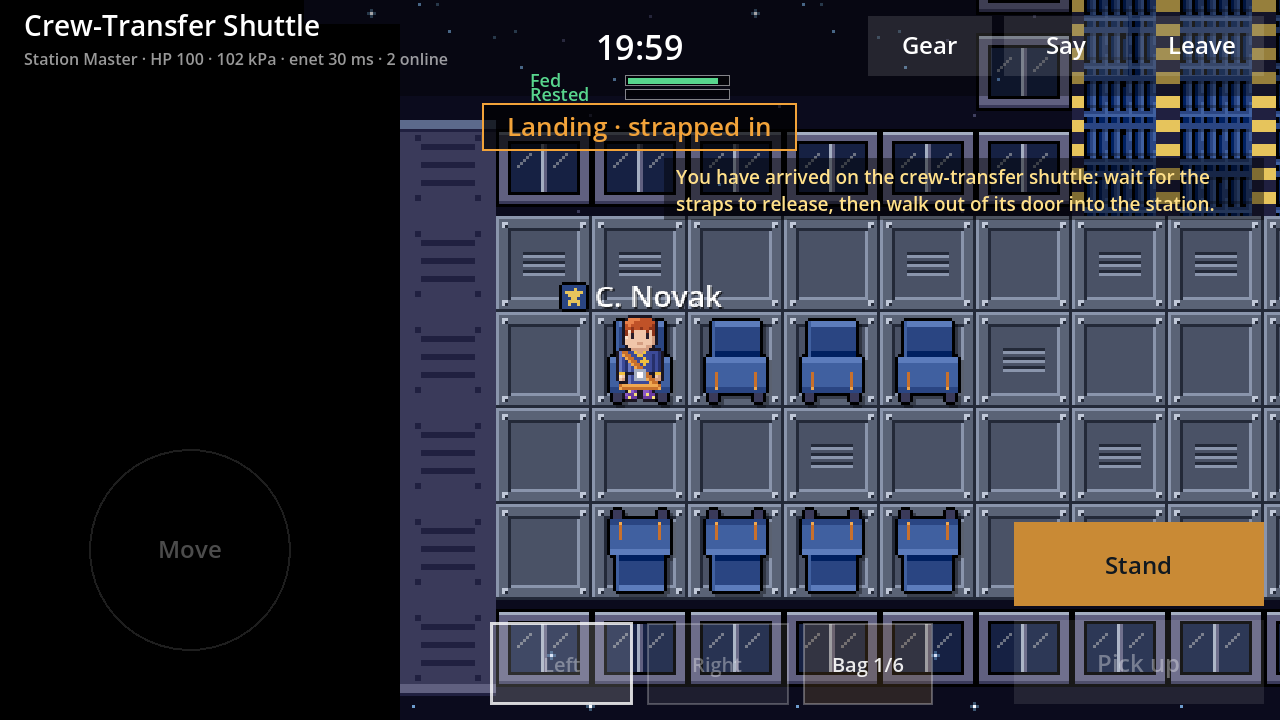 Crew-Transfer Shuttle
Station Master · HP 100 · 102 kPa · enet 30 ms · 2 online
19:59
Gear
Say
Leave
Fed
Rested
Landing · strapped in
You have arrived on the crew-transfer shuttle: wait for the
straps to release, then walk out of its door into the station.
C. Novak
Move
Stand
Left
Right
Bag 1/6
Pick up